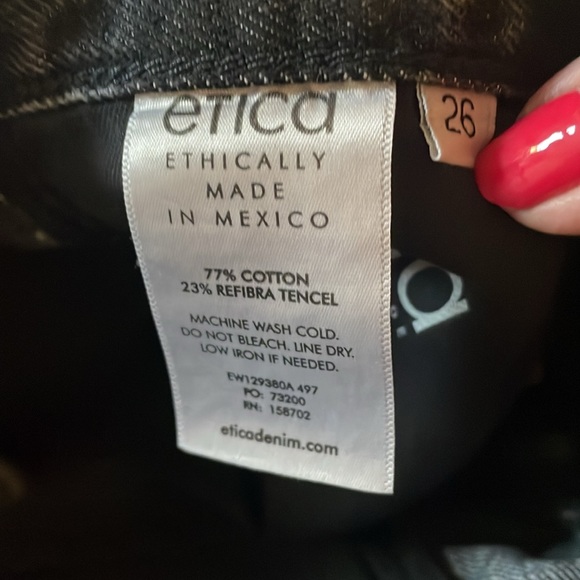 etica
26
ETHICALLY
MADE
IN MEXICO
77% COTTON
23% REFIBRA TENCEL
MACHINE WASH COLD.
DO NOT BLEACH. LINE DRY.
LOW IRON IF NEEDED.
EW129380A 497
PO: 73200
RN: 158702
eticadenim.com